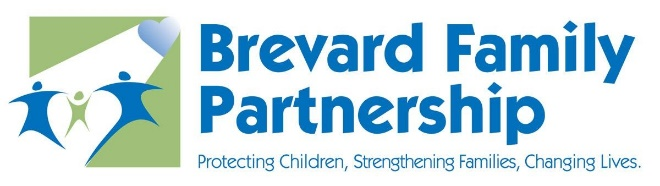 Brevard Family
Partnership
Protecting Children, Strengthening Families, Changing Lives.